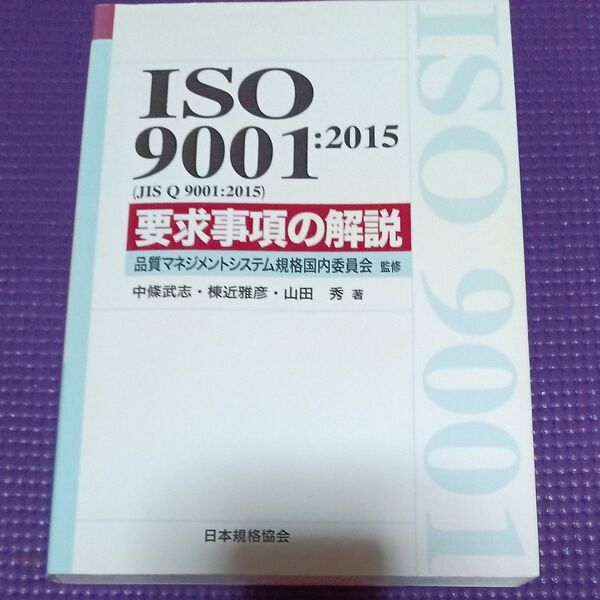 ISO
9001:2015
(JIS Q 9001:2015)
要求事項の解説
品質マネジメントシステム規格国内委員会 監修
中條武志・棟近雅彦・山田 秀 著
日本規格協会
ISO 9001